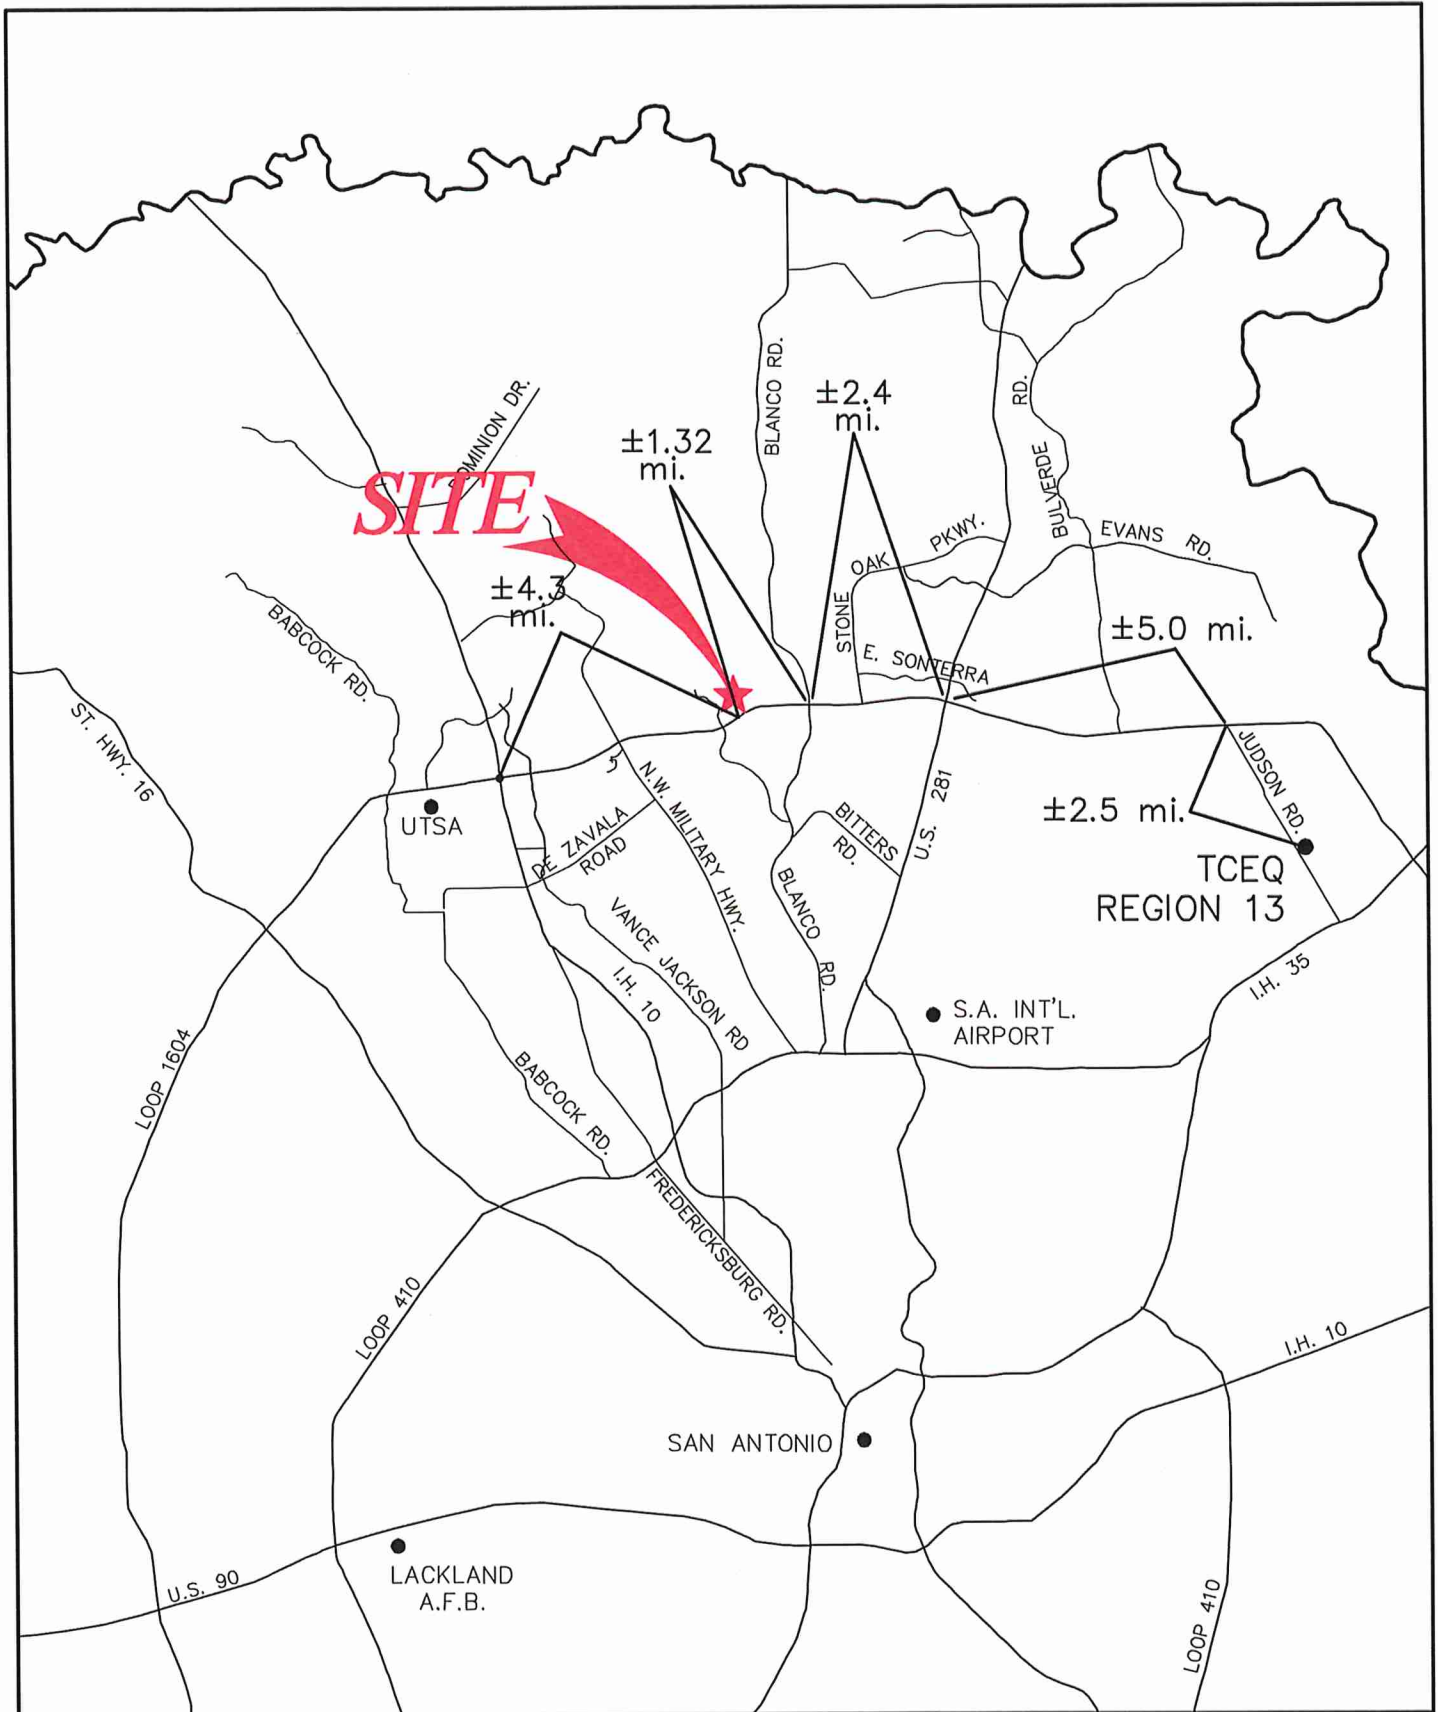 BLANCO RD.
±2.4
mi.
RD.
DOMINION DR.
±1.32
mi.
BULVERDE
SITE
PKWY.
EVANS RD.
OAK
±4.3
mi.
STONE
BABCOCK RD.
±5.0 mi.
E. SONTERRA
ST. HWY. 16
JUDSON RD.
N.W. MILITARY HWY.
U.S. 281
BITTERS
RD.
±2.5 mi.
UTSA
DE ZAVALA
ROAD
TCEQ
REGION 13
BLANCO
RD.
VANCE JACKSON RD
I.H. 10
I.H. 35
S.A. INT'L.
AIRPORT
LOOP 1604
BABCOCK RD.
FREDERICKSBURG RD.
LOOP 410
I.H. 10
SAN ANTONIO
LACKLAND
A.F.B.
U.S. 90
LOOP 410